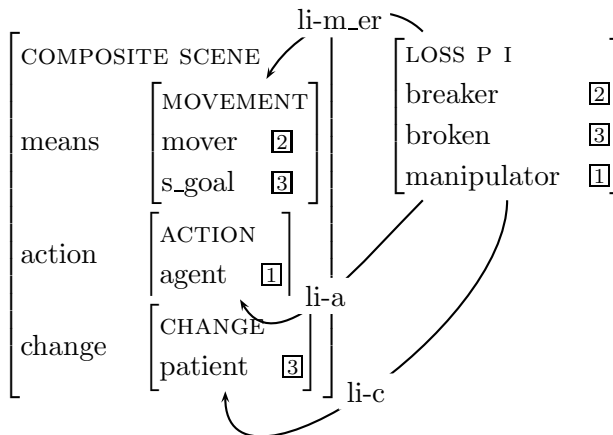 li-m_er
COMPOSITE SCENE
means
MOVEMENT
mover 2
s_goal 3
action
ACTION
agent 1
change
CHANGE
patient 3
LOSS P I
breaker 2
broken 3
manipulator 1
li-a
li-c